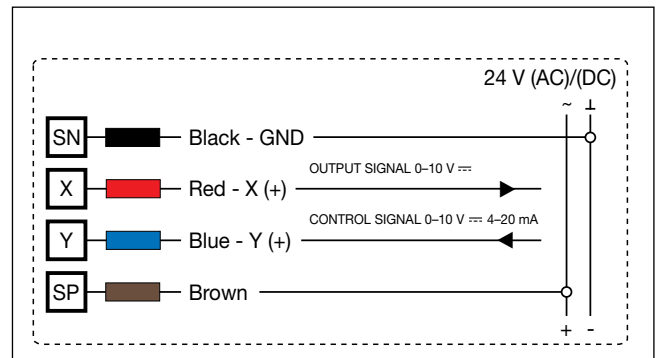 24 V (AC)/(DC)
~ ⊥
SN Black - GND
X Red - X (+) OUTPUT SIGNAL 0–10 V ⎓
Y Blue - Y (+) CONTROL SIGNAL 0–10 V ⎓ 4–20 mA
SP Brown
+ -